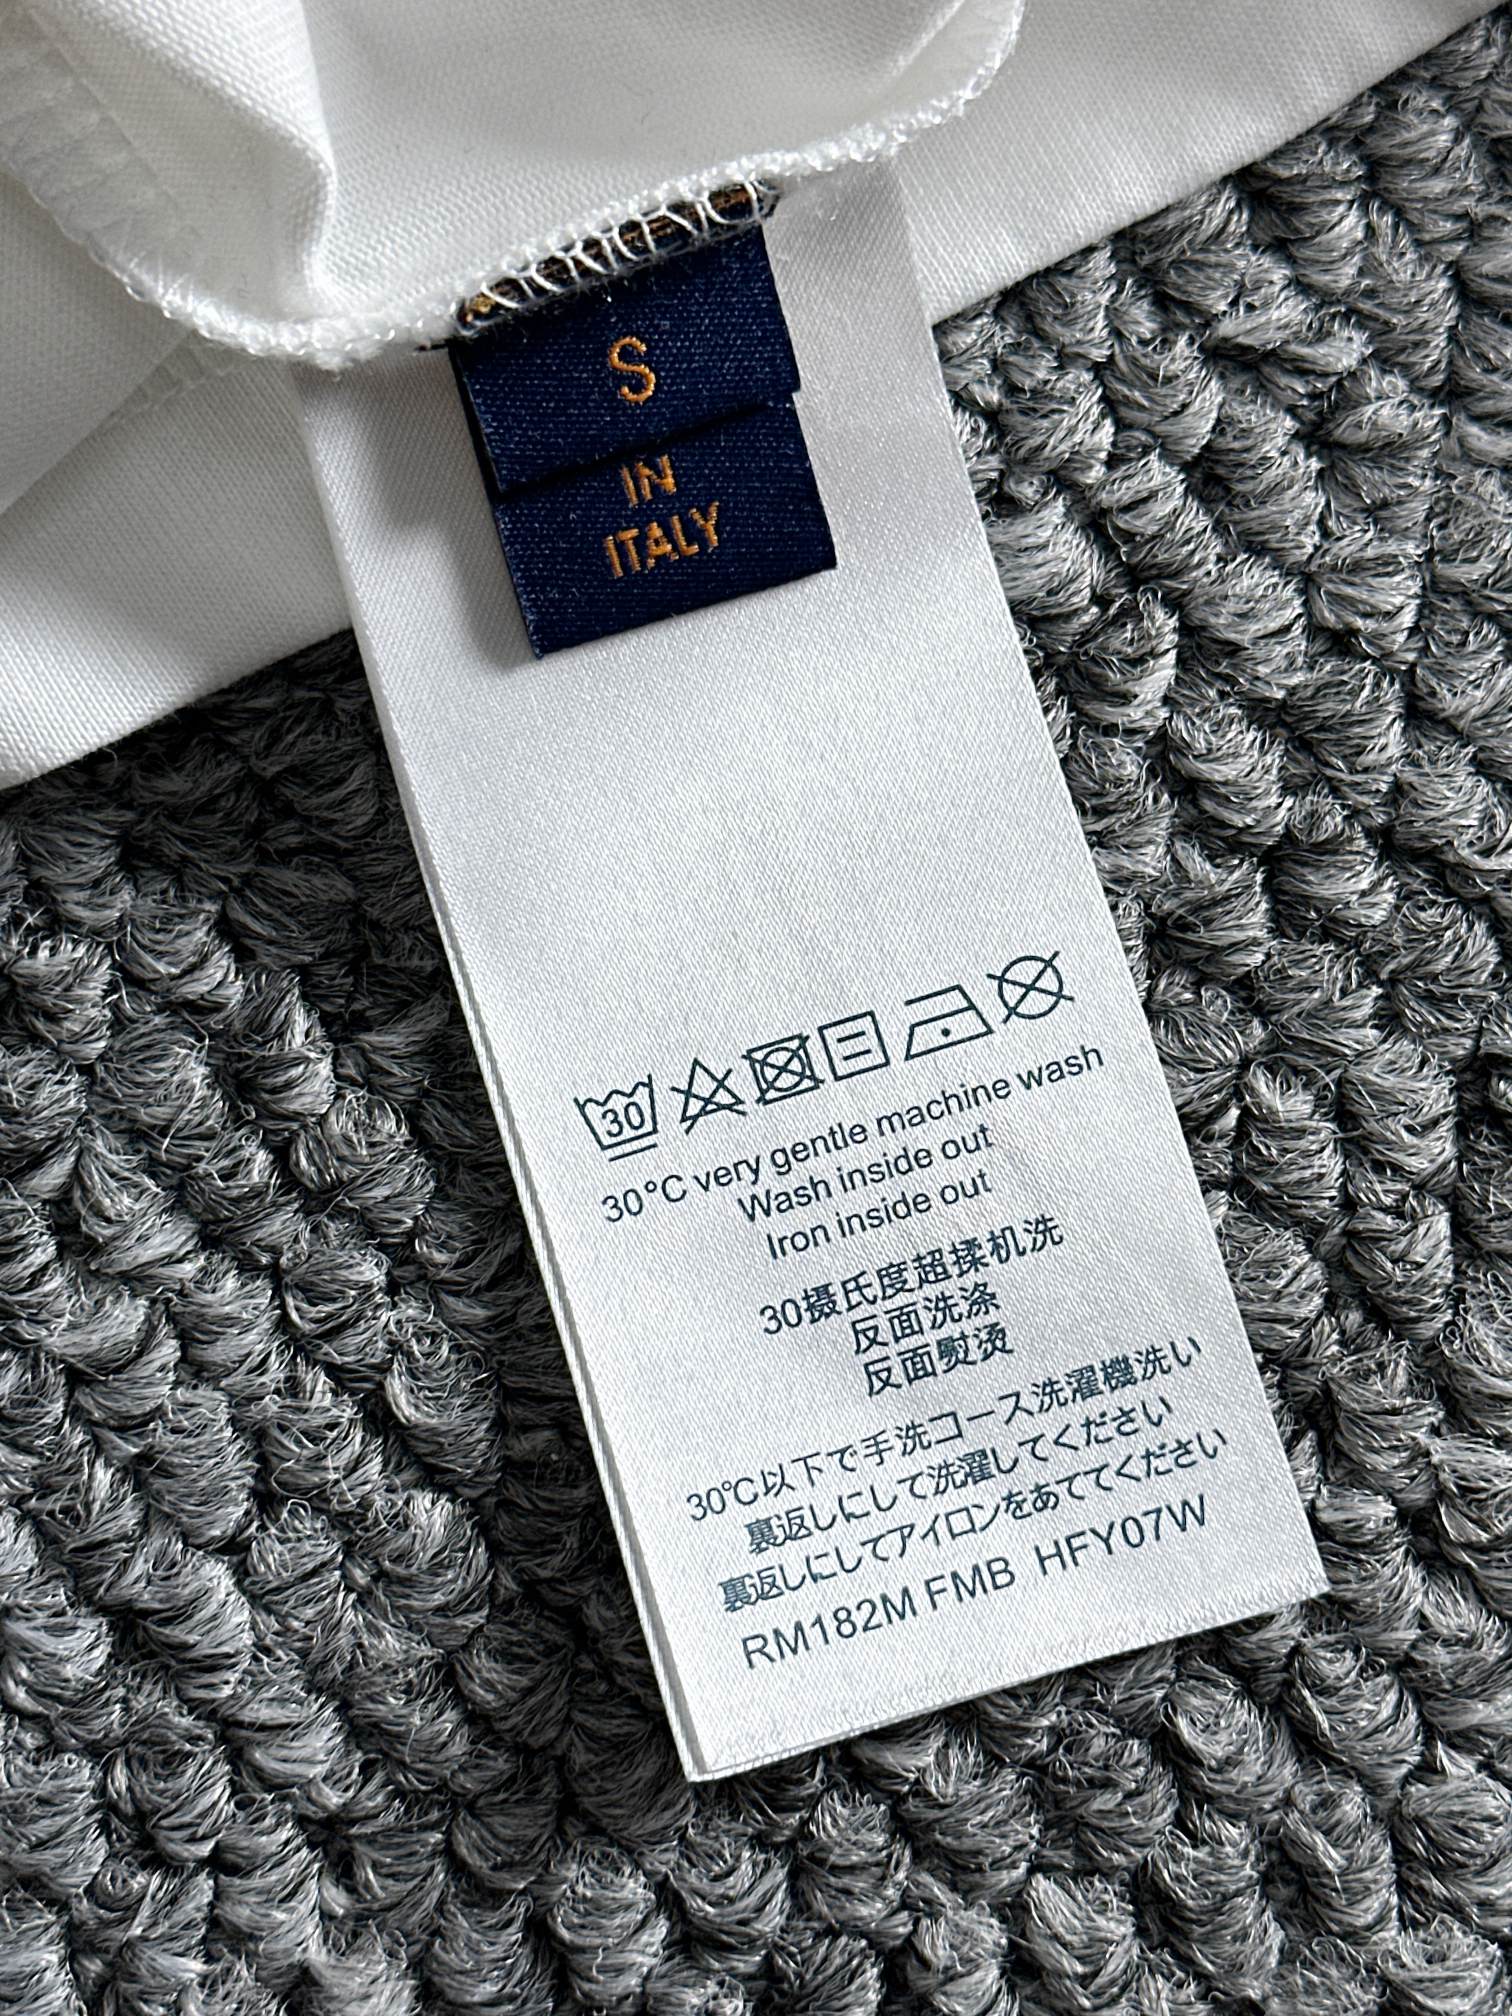 S
IN
ITALY
30
30°C very gentle machine wash
Wash inside out
Iron inside out
30摄氏度超揉机洗
反面洗涤
反面熨烫
30℃以下で手洗コース洗濯機洗い
裏返しにして洗濯してください
裏返しにしてアイロンをあててください
RM182M FMB HFY07W